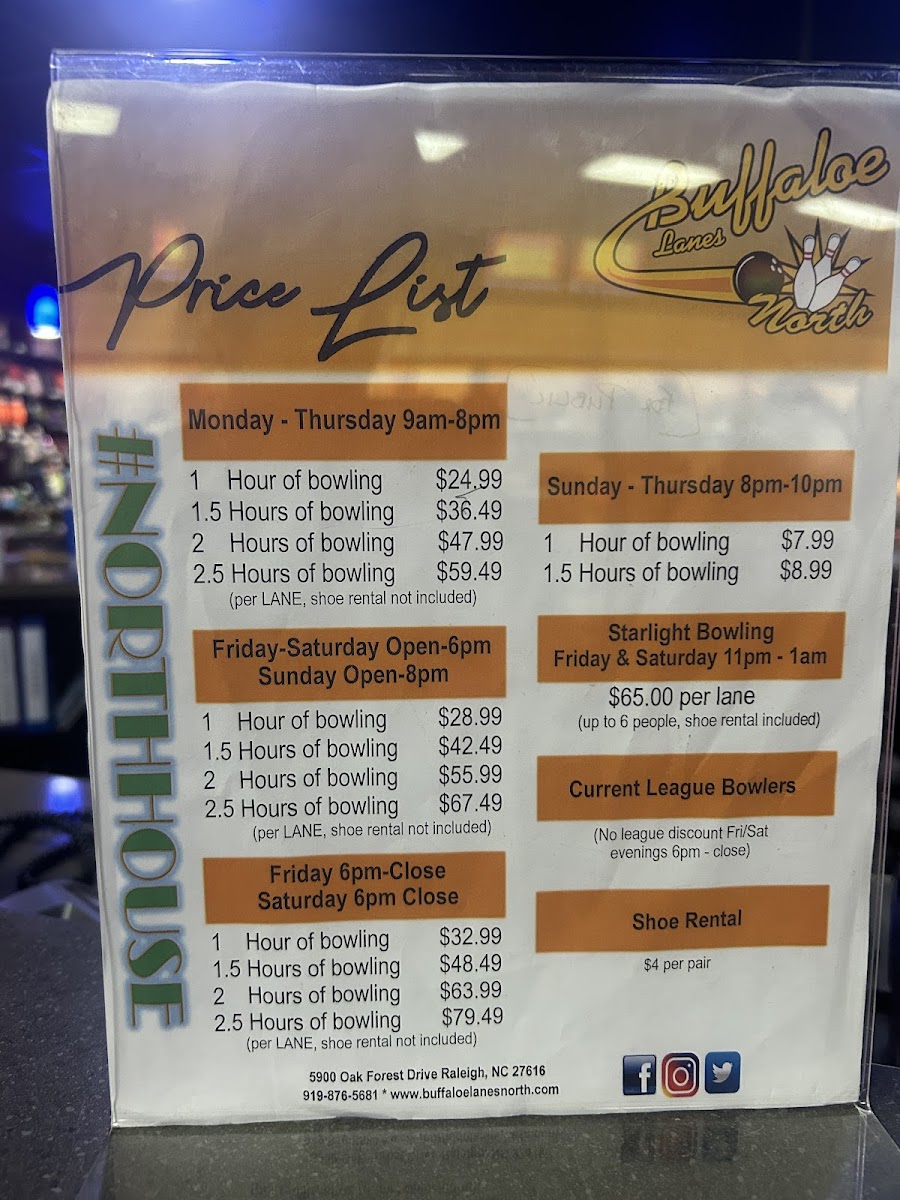 Buffaloe
Lanes
North
Price List
#NORTHHOUSE
Monday - Thursday 9am-8pm
1 Hour of bowling $24.99
1.5 Hours of bowling $36.49
2 Hours of bowling $47.99
2.5 Hours of bowling $59.49
(per LANE, shoe rental not included)
Friday-Saturday Open-6pm
Sunday Open-8pm
1 Hour of bowling $28.99
1.5 Hours of bowling $42.49
2 Hours of bowling $55.99
2.5 Hours of bowling $67.49
(per LANE, shoe rental not included)
Friday 6pm-Close
Saturday 6pm Close
1 Hour of bowling $32.99
1.5 Hours of bowling $48.49
2 Hours of bowling $63.99
2.5 Hours of bowling $79.49
(per LANE, shoe rental not included)
Sunday - Thursday 8pm-10pm
1 Hour of bowling $7.99
1.5 Hours of bowling $8.99
Starlight Bowling
Friday & Saturday 11pm - 1am
$65.00 per lane
(up to 6 people, shoe rental included)
Current League Bowlers
(No league discount Fri/Sat
evenings 6pm - close)
Shoe Rental
$4 per pair
5900 Oak Forest Drive Raleigh, NC 27616
919-876-5681 * www.buffaloelanesnorth.com